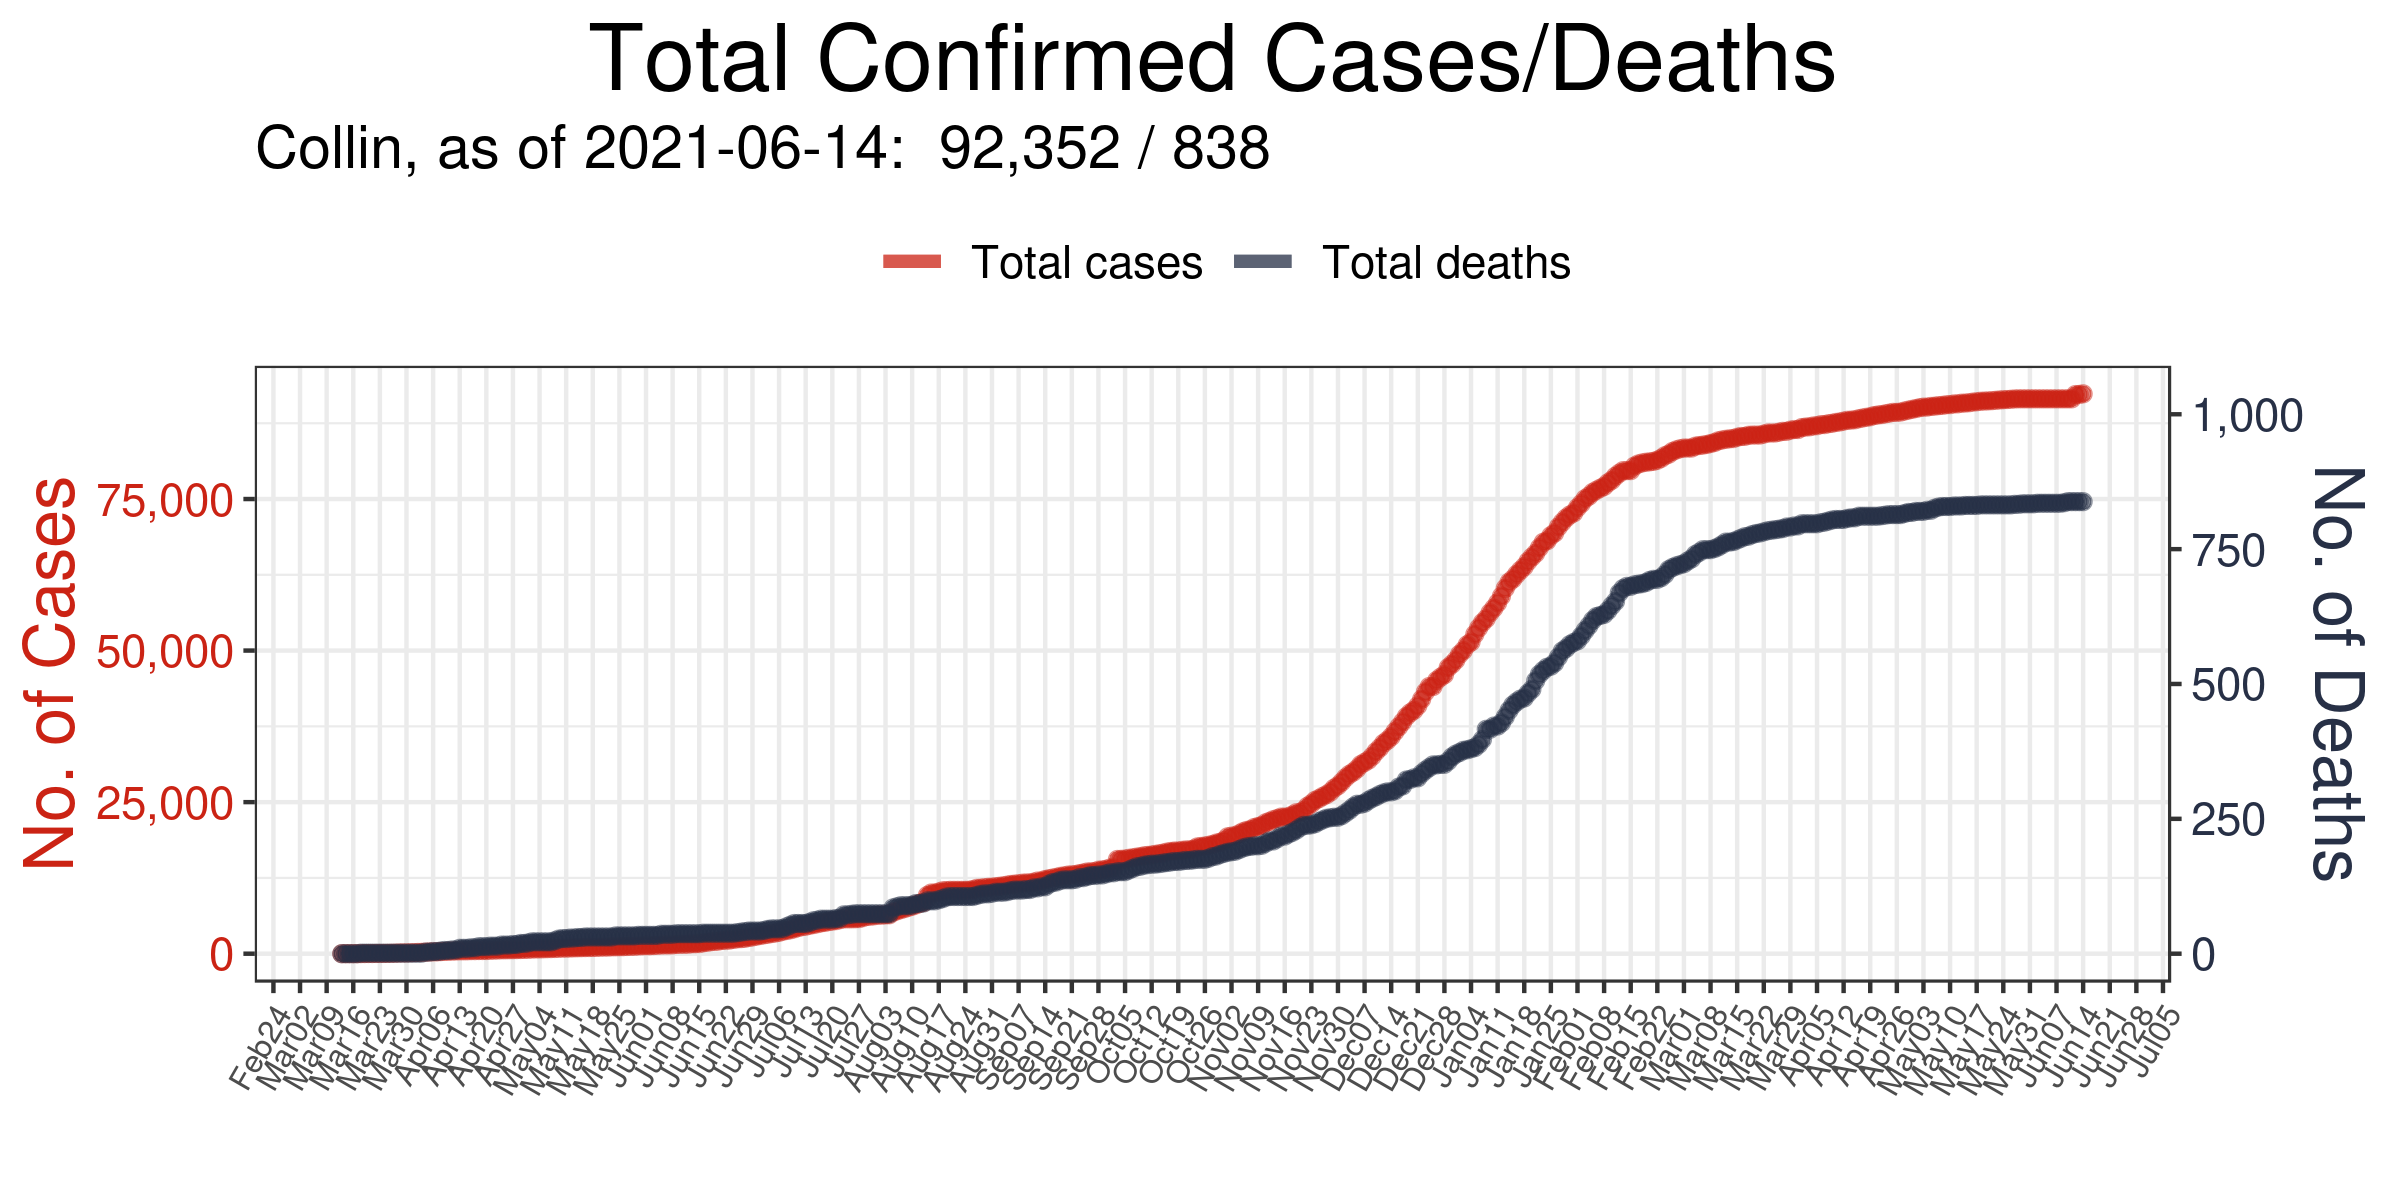 Total Confirmed Cases/Deaths
Collin, as of 2021-06-14:  92,352 / 838
Total cases
Total deaths
No. of Cases
75,000
50,000
25,000
0
1,000
750
500
250
0
No. of Deaths
Feb24
Mar02
Mar09
Mar16
Mar23
Mar30
Apr06
Apr13
Apr20
Apr27
May04
May11
May18
May25
Jun01
Jun08
Jun15
Jun22
Jun29
Jul06
Jul13
Jul20
Jul27
Aug03
Aug10
Aug17
Aug24
Aug31
Sep07
Sep14
Sep21
Sep28
Oct05
Oct12
Oct19
Oct26
Nov02
Nov09
Nov16
Nov23
Nov30
Dec07
Dec14
Dec21
Dec28
Jan04
Jan11
Jan18
Jan25
Feb01
Feb08
Feb15
Feb22
Mar01
Mar08
Mar15
Mar22
Mar29
Apr05
Apr12
Apr19
Apr26
May03
May10
May17
May24
May31
Jun07
Jun14
Jun21
Jun28
Jul05